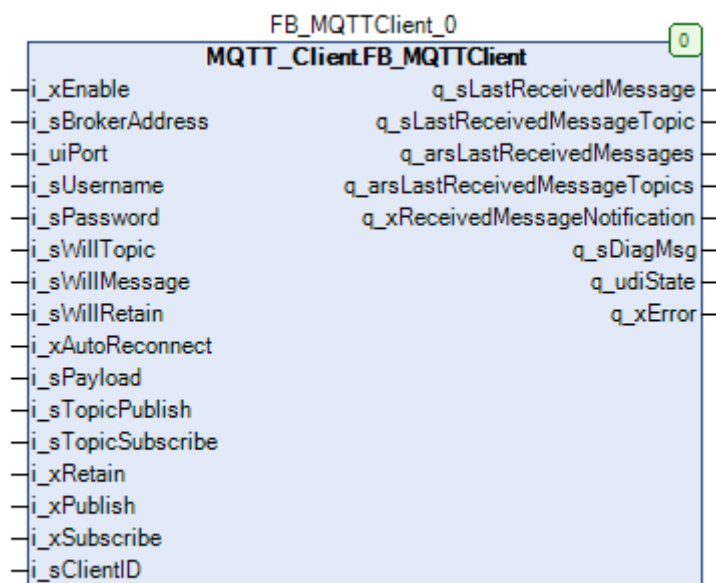 FB_MQTTClient_0
0
MQTT_Client.FB_MQTTClient
i_xEnable q_sLastReceivedMessage
i_sBrokerAddress q_sLastReceivedMessageTopic
i_uiPort q_arsLastReceivedMessages
i_sUsername q_arsLastReceivedMessageTopics
i_sPassword q_xReceivedMessageNotification
i_sWillTopic q_sDiagMsg
i_sWillMessage q_udiState
i_sWillRetain q_xError
i_xAutoReconnect
i_sPayload
i_sTopicPublish
i_sTopicSubscribe
i_xRetain
i_xPublish
i_xSubscribe
i_sClientID